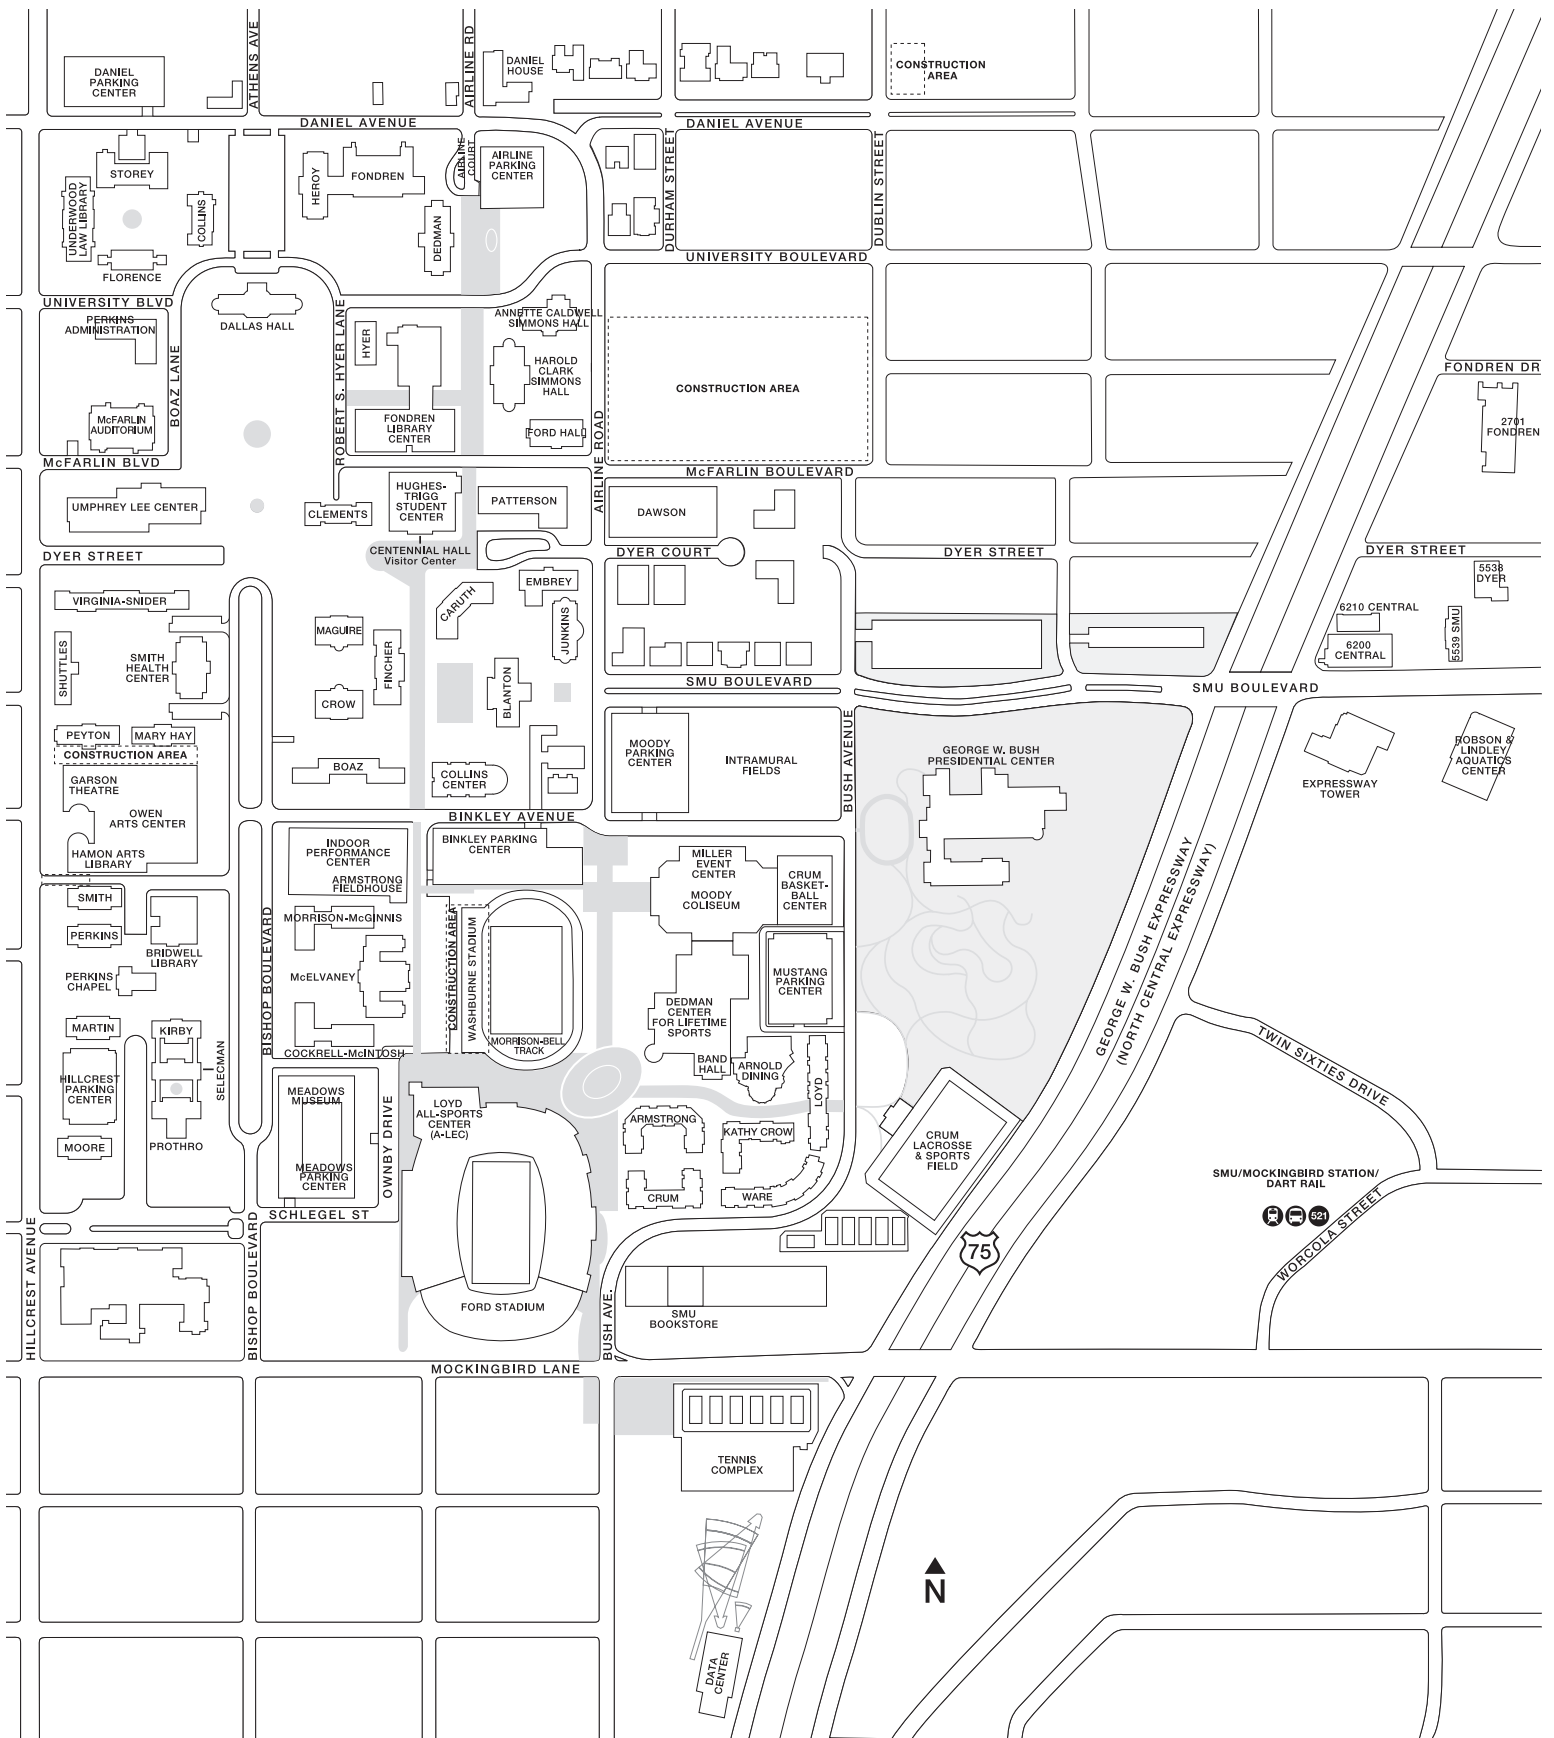 ATHENS AVE
AIRLINE RD
DANIEL
PARKING
CENTER
DANIEL
HOUSE
CONSTRUCTION
AREA
DANIEL AVENUE
DANIEL AVENUE
AIRLINE
COURT
AIRLINE
PARKING
CENTER
STOREY
HEROY
FONDREN
UNDERWOOD
LAW LIBRARY
COLLINS
DEDMAN
DURHAM STREET
DUBLIN STREET
FLORENCE
UNIVERSITY BOULEVARD
UNIVERSITY BLVD
PERKINS
ADMINISTRATION
DALLAS HALL
ROBERT S. HYER LANE
HYER
ANNETTE CALDWELL
SIMMONS HALL
HAROLD
CLARK
SIMMONS
HALL
CONSTRUCTION AREA
FONDREN DR
BOAZ LANE
McFARLIN
AUDITORIUM
FONDREN
LIBRARY
CENTER
FORD HALL
AIRLINE ROAD
2701
FONDREN
McFARLIN BLVD
McFARLIN BOULEVARD
UMPHREY LEE CENTER
CLEMENTS
HUGHES-
TRIGG
STUDENT
CENTER
PATTERSON
DAWSON
DYER STREET
CENTENNIAL HALL
Visitor Center
DYER COURT
DYER STREET
DYER STREET
5538
DYER
VIRGINIA-SNIDER
CARUTH
EMBREY
JUNKINS
6210 CENTRAL
6200
CENTRAL
5539 SMU
MAGUIRE
FINCHER
SHUTTLES
SMITH
HEALTH
CENTER
CROW
BLANTON
SMU BOULEVARD
SMU BOULEVARD
PEYTON
MARY HAY
CONSTRUCTION AREA
BOAZ
COLLINS
CENTER
MOODY
PARKING
CENTER
INTRAMURAL
FIELDS
BUSH AVENUE
GEORGE W. BUSH
PRESIDENTIAL CENTER
EXPRESSWAY
TOWER
ROBSON &
LINDLEY
AQUATICS
CENTER
GARSON
THEATRE
OWEN
ARTS CENTER
HAMON ARTS
LIBRARY
BINKLEY AVENUE
INDOOR
PERFORMANCE
CENTER
ARMSTRONG
FIELDHOUSE
BINKLEY PARKING
CENTER
MILLER
EVENT
CENTER
MOODY
COLISEUM
CRUM
BASKET-
BALL
CENTER
GEORGE W. BUSH EXPRESSWAY
(NORTH CENTRAL EXPRESSWAY)
SMITH
PERKINS
BRIDWELL
LIBRARY
BISHOP BOULEVARD
MORRISON-McGINNIS
McELVANEY
CONSTRUCTION AREA
WASHBURNE STADIUM
PERKINS
CHAPEL
MUSTANG
PARKING
CENTER
DEDMAN
CENTER
FOR LIFETIME
SPORTS
MARTIN
KIRBY
SELECMAN
COCKRELL-McINTOSH
MORRISON-BELL
TRACK
BAND
HALL
ARNOLD
DINING
LOYD
TWIN SIXTIES DRIVE
HILLCREST
PARKING
CENTER
MEADOWS
MUSEUM
OWNBY DRIVE
LOYD
ALL-SPORTS
CENTER
(A-LEC)
ARMSTRONG
KATHY CROW
CRUM
LACROSSE
& SPORTS
FIELD
MOORE
PROTHRO
MEADOWS
PARKING
CENTER
CRUM
WARE
SMU/MOCKINGBIRD STATION/
DART RAIL
521
WORCOLA STREET
SCHLEGEL ST
HILLCREST AVENUE
BISHOP BOULEVARD
75
FORD STADIUM
BUSH AVE.
SMU
BOOKSTORE
MOCKINGBIRD LANE
TENNIS
COMPLEX
N
DATA
CENTER